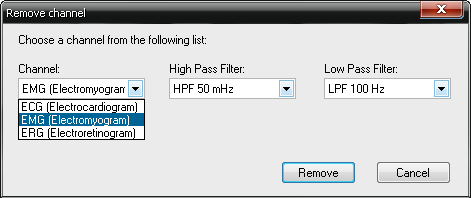 Remove channel
Choose a channel from the following list:
Channel: High Pass Filter: Low Pass Filter:
EMG (Electromyogram HPF 50 mHz LPF 100 Hz
ECG (Electrocardiogram)
EMG (Electromyogram)
ERG (Electroretinogram)
Remove Cancel